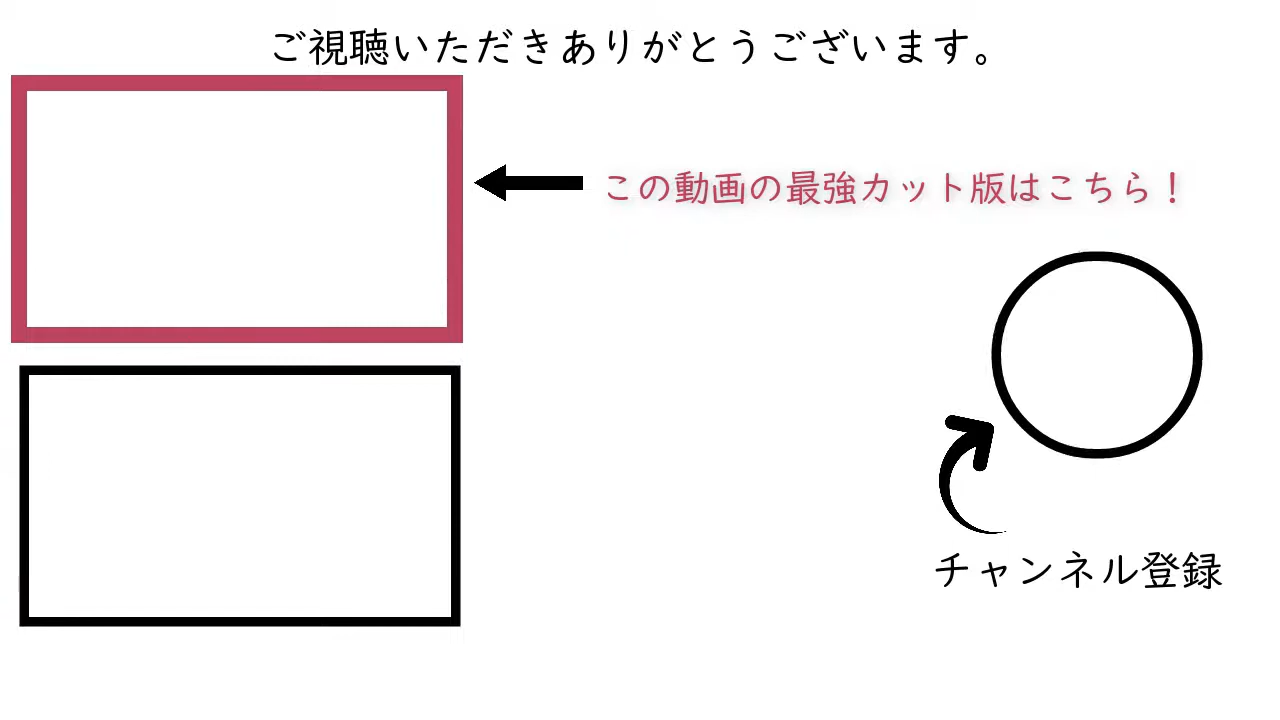 ご視聴いただきありがとうございます。
この動画の最強カット版はこちら！
チャンネル登録